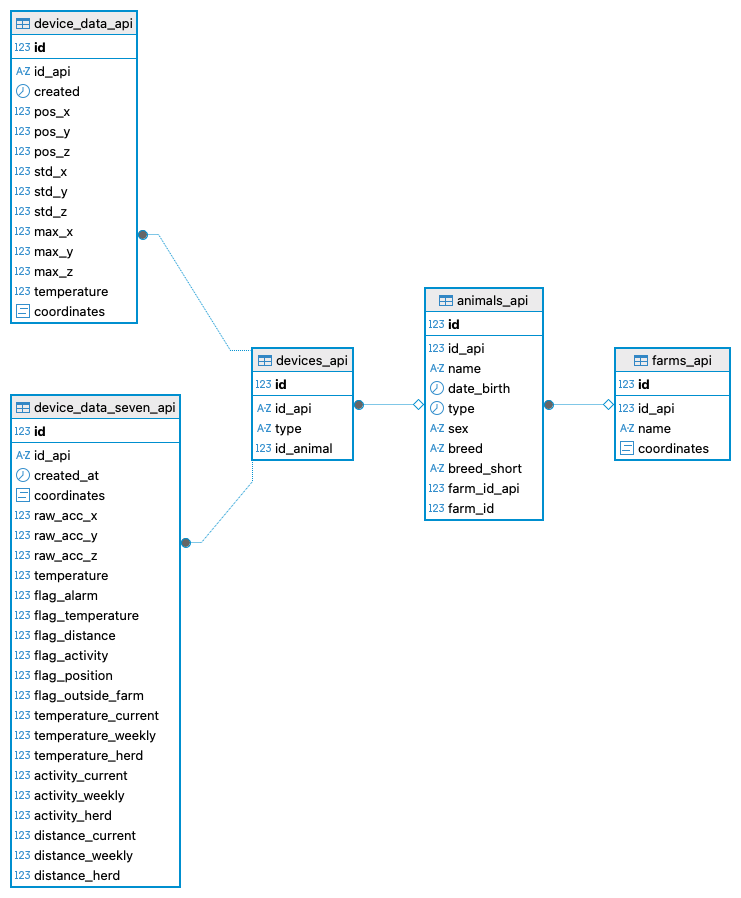 device_data_api
123 id
A-Z id_api
created
123 pos_x
123 pos_y
123 pos_z
123 std_x
123 std_y
123 std_z
123 max_x
123 max_y
123 max_z
123 temperature
coordinates
device_data_seven_api
123 id
A-Z id_api
created_at
coordinates
123 raw_acc_x
123 raw_acc_y
123 raw_acc_z
123 temperature
123 flag_alarm
123 flag_temperature
123 flag_distance
123 flag_activity
123 flag_position
123 flag_outside_farm
123 temperature_current
123 temperature_weekly
123 temperature_herd
123 activity_current
123 activity_weekly
123 activity_herd
123 distance_current
123 distance_weekly
123 distance_herd
devices_api
123 id
A-Z id_api
A-Z type
123 id_animal
animals_api
123 id
123 id_api
A-Z name
date_birth
type
A-Z sex
A-Z breed
A-Z breed_short
123 farm_id_api
123 farm_id
farms_api
123 id
123 id_api
A-Z name
coordinates